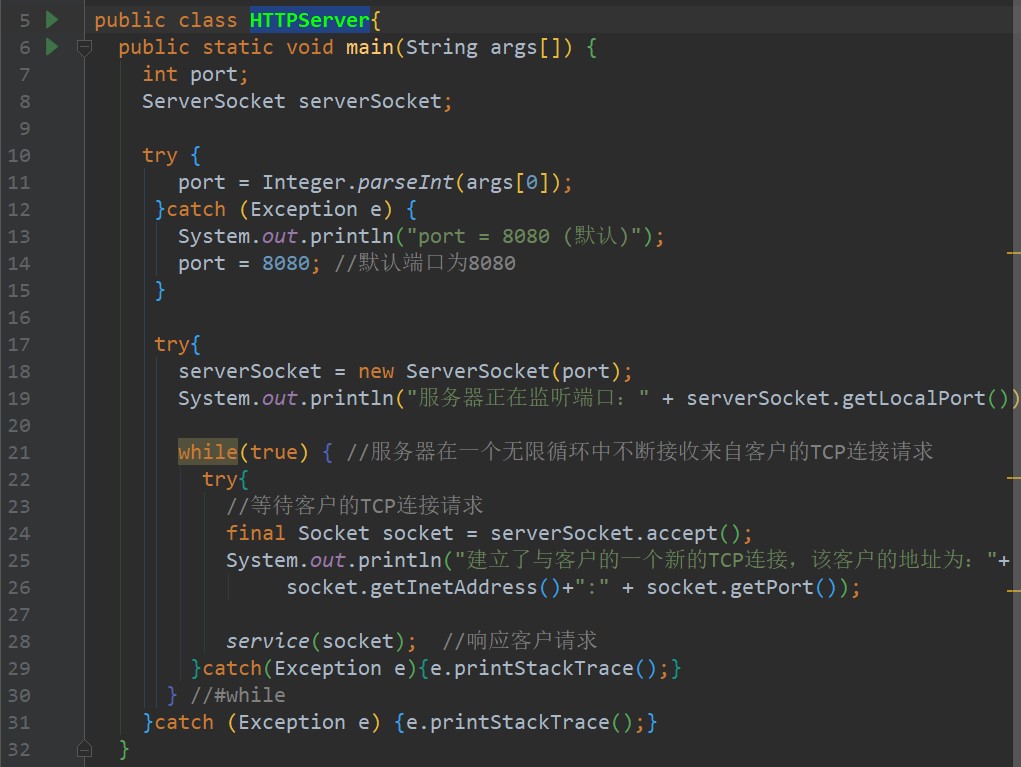 5 public class HTTPServer{
6 public static void main(String args[]) {
7 int port;
8 ServerSocket serverSocket;
9
10 try {
11 port = Integer.parseInt(args[0]);
12 }catch (Exception e) {
13 System.out.println("port = 8080 (默认)");
14 port = 8080; //默认端口为8080
15 }
16
17 try{
18 serverSocket = new ServerSocket(port);
19 System.out.println("服务器正在监听端口：" + serverSocket.getLocalPort())
20
21 while(true) { //服务器在一个无限循环中不断接收来自客户的TCP连接请求
22 try{
23 //等待客户的TCP连接请求
24 final Socket socket = serverSocket.accept();
25 System.out.println("建立了与客户的一个新的TCP连接，该客户的地址为："+
26 socket.getInetAddress()+":" + socket.getPort());
27
28 service(socket); //响应客户请求
29 }catch(Exception e){e.printStackTrace();}
30 } //#while
31 }catch (Exception e) {e.printStackTrace();}
32 }